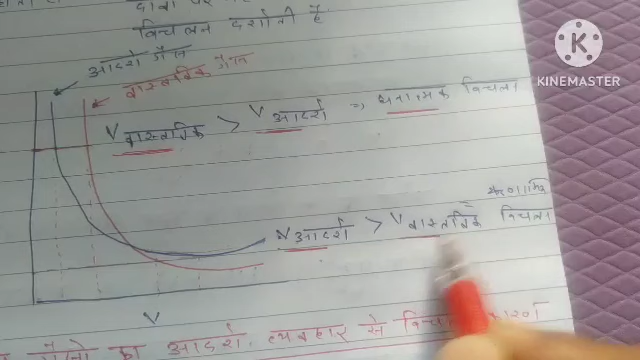 विचलन दर्शाती है
आदर्श गैस
वास्तविक गैस
KINEMASTER
V वास्तविक > V आदर्श => धनात्मक विचलन
V आदर्श > V वास्तविक = ऋणात्मक विचलन
V
का आदर्श व्यवहार से